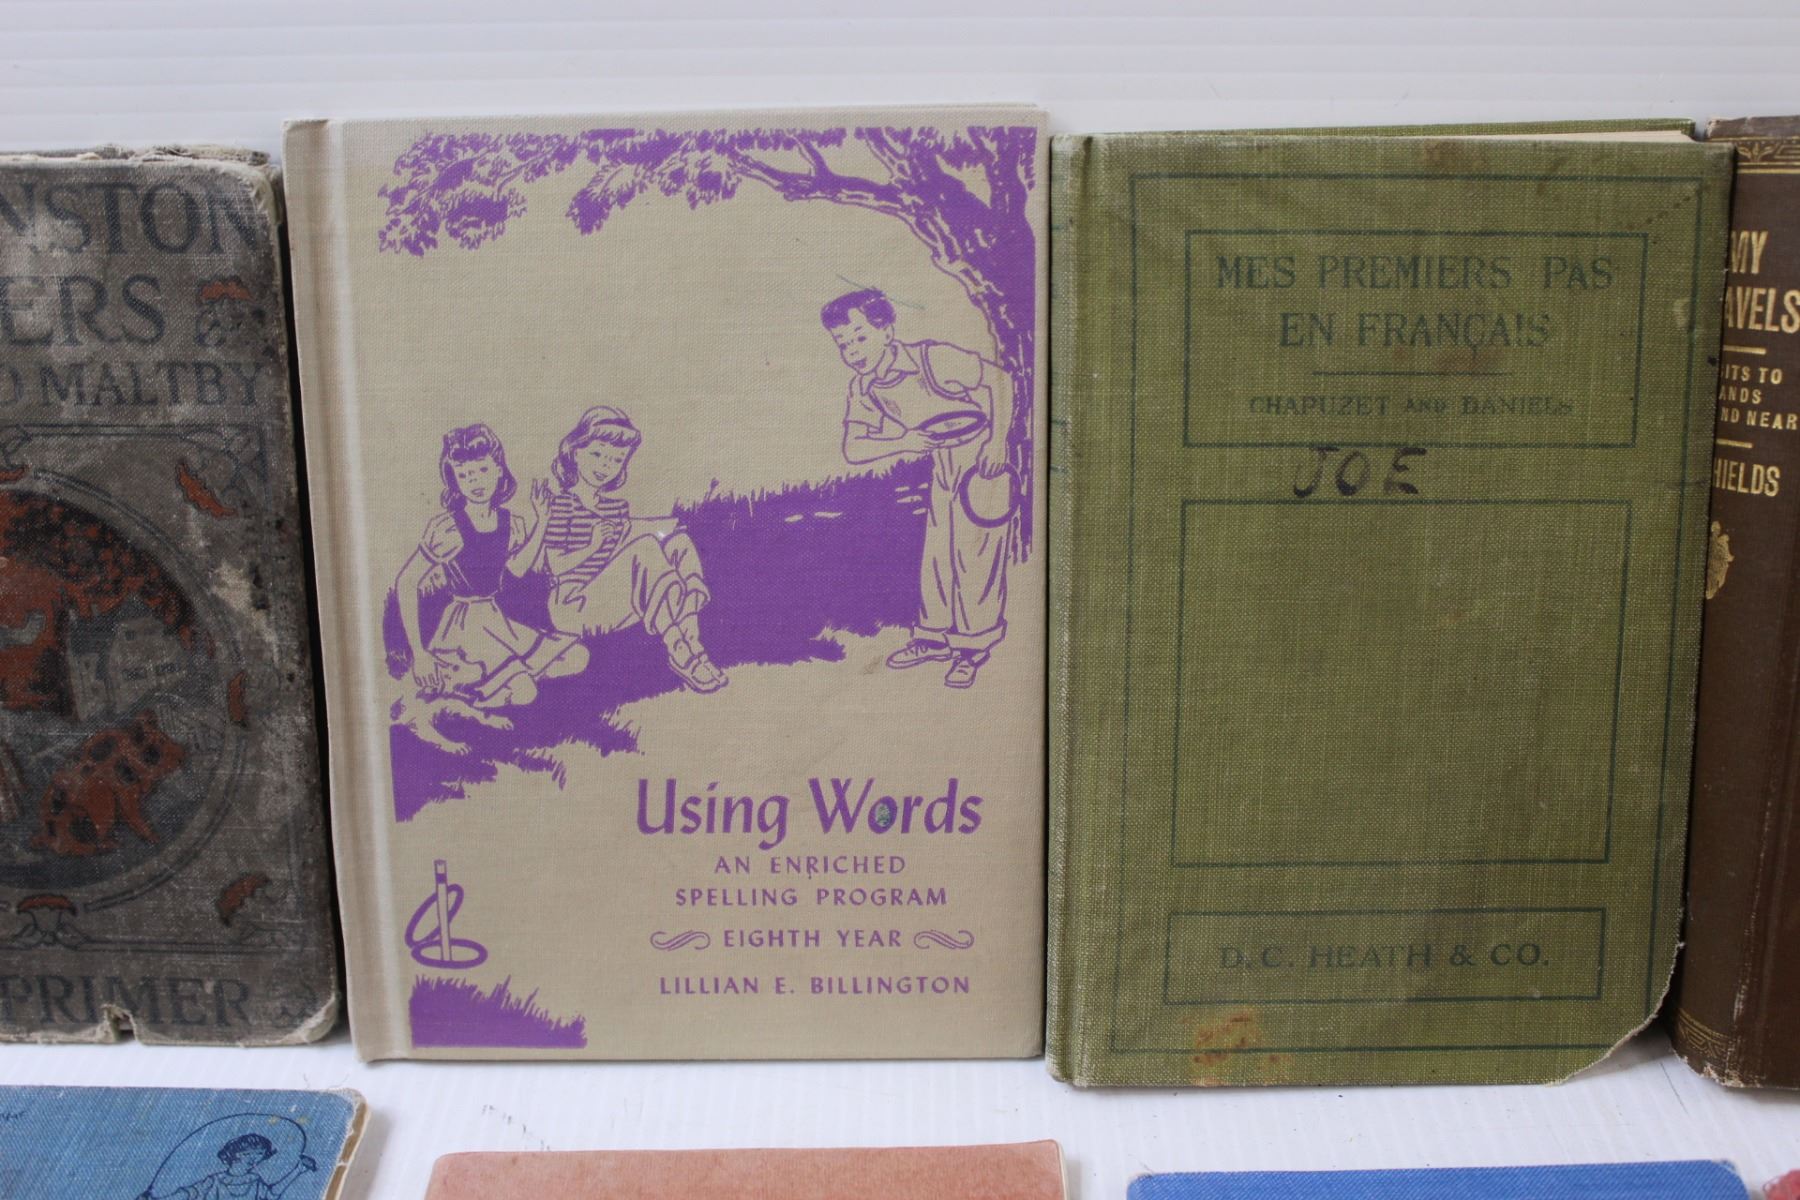 MALTBY
PRIMER
Using Words
AN ENRICHED
SPELLING PROGRAM
EIGHTH YEAR
LILLIAN E. BILLINGTON
MES PREMIERS PAS
EN FRANÇAIS
CHAPUZET AND DANIELS
JOE
D. C. HEATH & CO.
MY